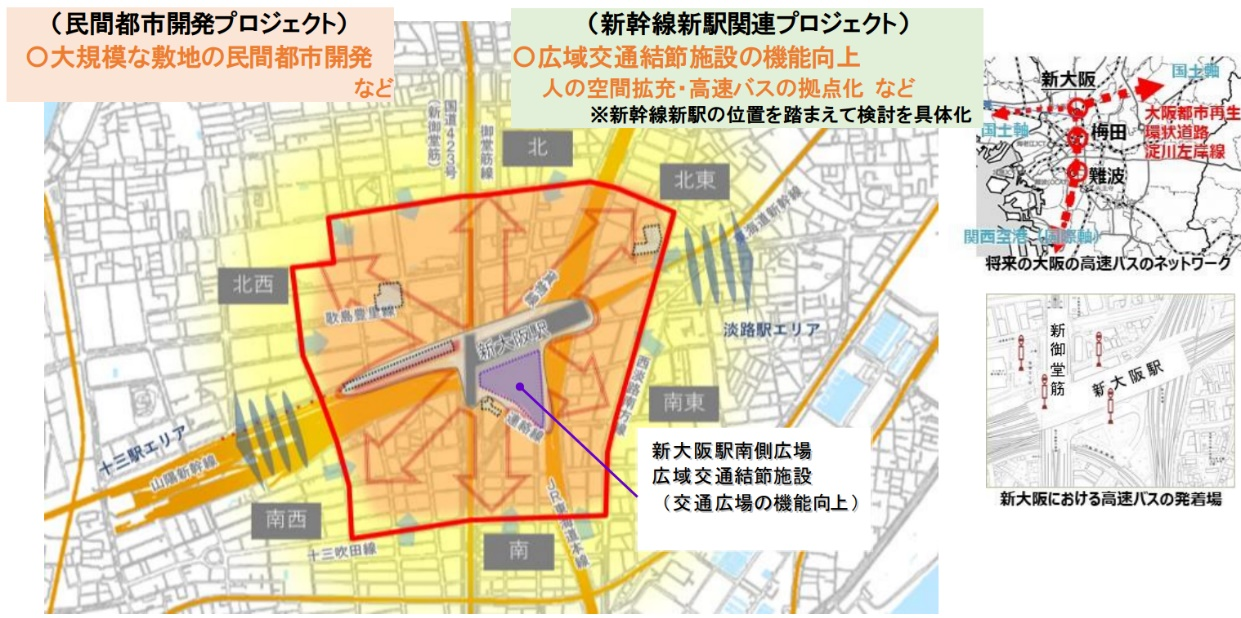 （民間都市開発プロジェクト）
〇大規模な敷地の民間都市開発
など
（新幹線新駅関連プロジェクト）
〇広域交通結節施設の機能向上
人の空間拡充・高速バスの拠点化 など
※新幹線新駅の位置を踏まえて検討を具体化
国道423号
（新御堂筋）
御堂筋線
北
北東
東海道新幹線
北西
歌島豊里線
新大阪駅
淡路駅エリア
南東
連絡線
十三駅エリア
山陽新幹線
南西
十三吹田線
南
JR東海道本線
新大阪駅南側広場
広域交通結節施設
（交通広場の機能向上）
新大阪
国土軸
国土軸
梅田
大阪都市再生
環状道路
淀川左岸線
難波
関西空港（国際軸）
将来の大阪の高速バスのネットワーク
新御堂筋
新大阪駅
新大阪における高速バスの発着場